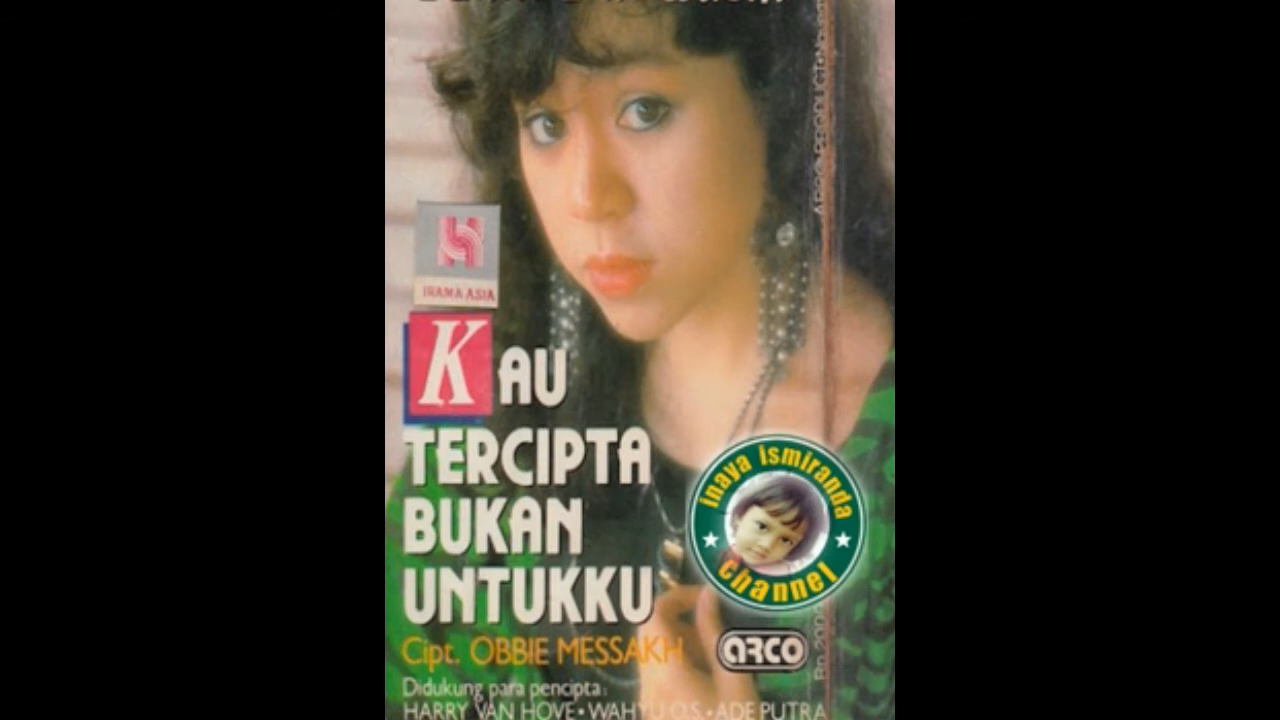 IRAMA ASIA
KAU
TERCIPTA
BUKAN
UNTUKKU
Cipt. OBBIE MESSAKH
Didukung para pencipta:
HARRY VAN HOVE • WAHYU O.S. • ADE PUTRA
inaya ismiranda
channel
arco